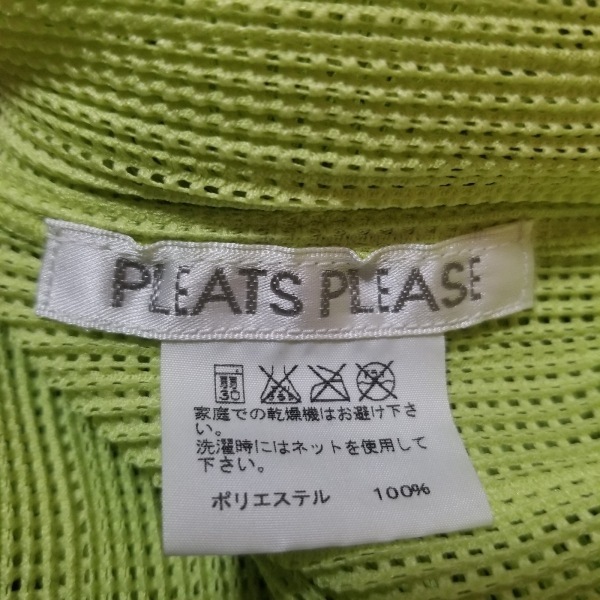 PLEATS PLEASE
30
家庭での乾燥機はお避け下さ
い。
洗濯時にはネットを使用して
下さい。
ポリエステル 100%